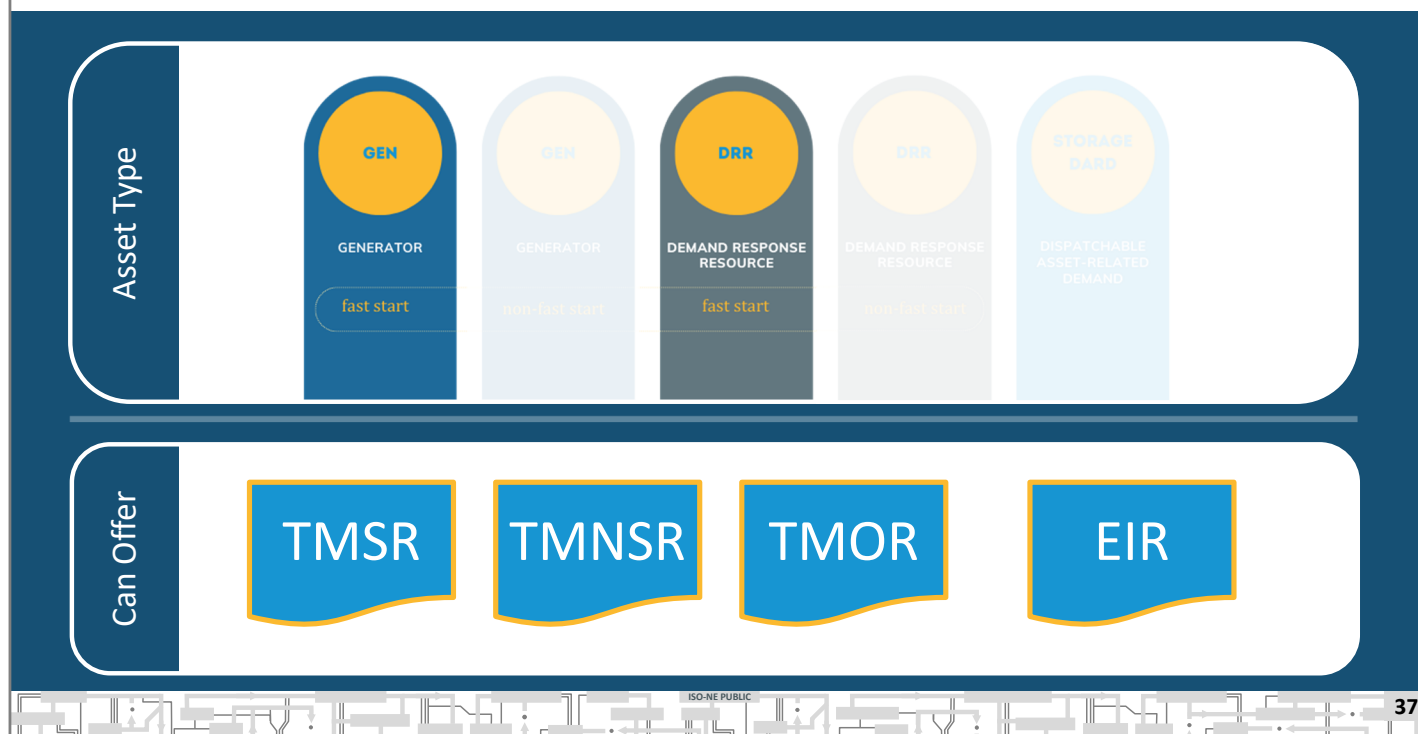 Asset Type
GEN
GENERATOR
fast start
GEN
GENERATOR
non-fast start
DRR
DEMAND RESPONSE
RESOURCE
fast start
DRR
DEMAND RESPONSE
RESOURCE
non-fast start
STORAGE
DARD
DISPATCHABLE
ASSET-RELATED
DEMAND
Can Offer
TMSR
TMNSR
TMOR
EIR
ISO-NE PUBLIC
37